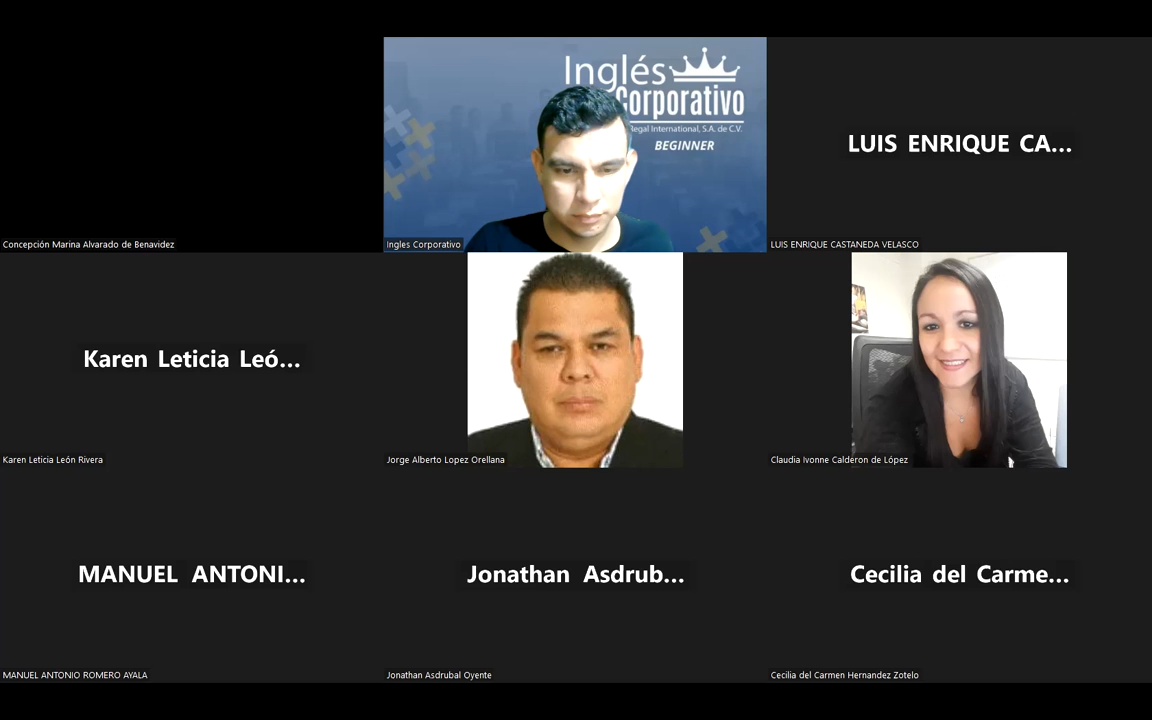 Inglés
Corporativo
Regal International, S.A. de C.V.
BEGINNER
LUIS ENRIQUE CA...
Concepción Marina Alvarado de Benavidez
Ingles Corporativo
LUIS ENRIQUE CASTANEDA VELASCO
Karen Leticia Leó...
Karen Leticia León Rivera
Jorge Alberto Lopez Orellana
Claudia Ivonne Calderon de López
MANUEL ANTONI...
Jonathan Asdrub...
Cecilia del Carme...
MANUEL ANTONIO ROMERO AYALA
Jonathan Asdrubal Oyente
Cecilia del Carmen Hernandez Zotelo